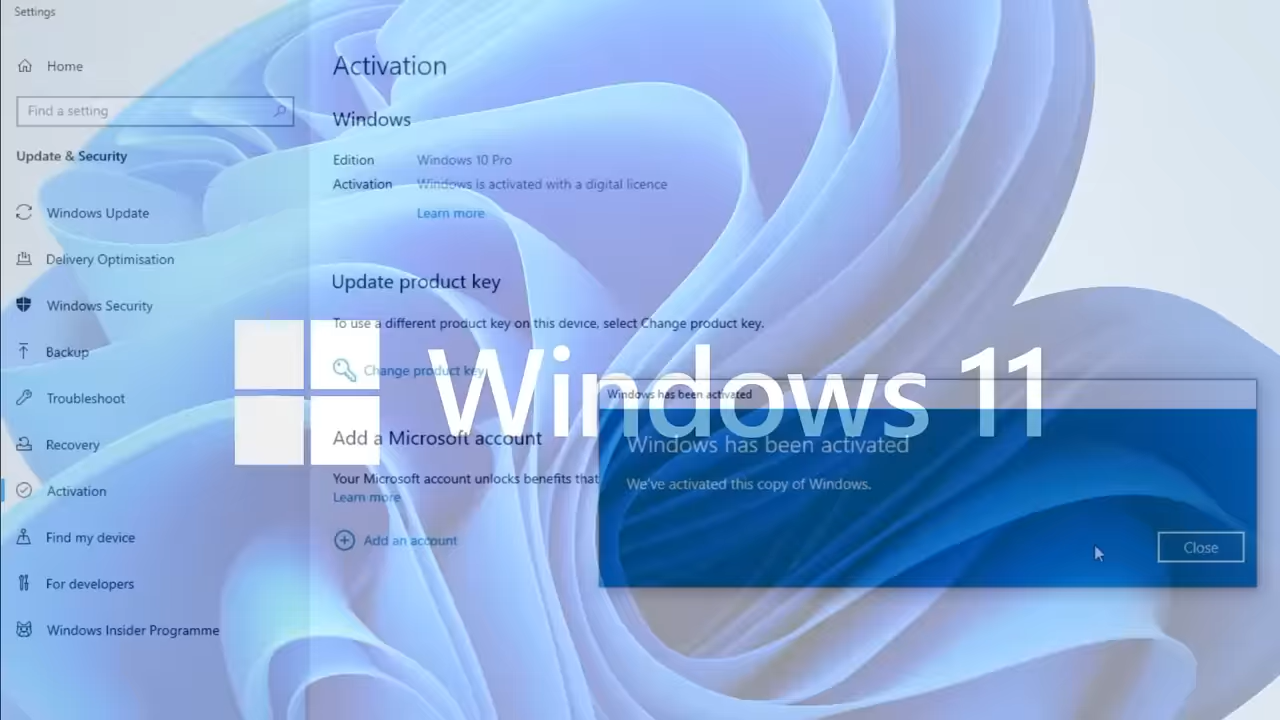 Settings
Home
Find a setting
Update & Security
Windows Update
Delivery Optimisation
Windows Security
Backup
Troubleshoot
Recovery
Activation
Find my device
For developers
Windows Insider Programme
Activation
Windows
Edition Windows 10 Pro
Activation Windows is activated with a digital licence
Learn more
Update product key
To use a different product key on this device, select Change product key.
Change product key
Add a Microsoft account
Your Microsoft account unlocks benefits that
Learn more
Add an account
Windows 11
Windows has been activated
Windows has been activated
We've activated this copy of Windows.
Close